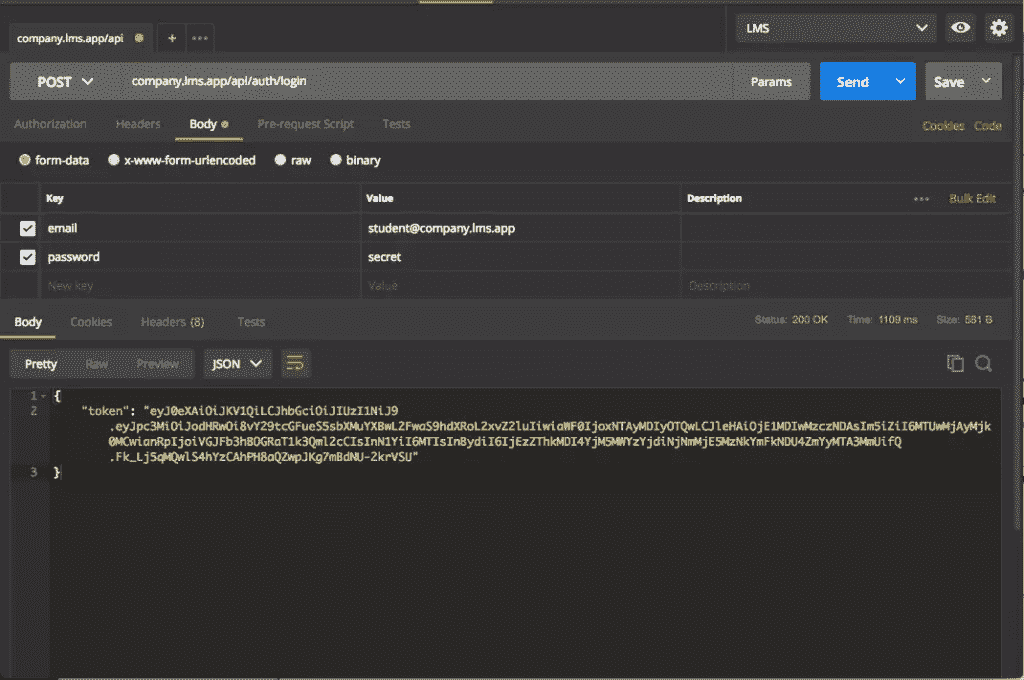 company.lms.app/api + ••• LMS
POST company.lms.app/api/auth/login Params Send Save
Authorization Headers Body Pre-request Script Tests Cookies Code
form-data x-www-form-urlencoded raw binary
Key Value Description ••• Bulk Edit
email student@company.lms.app
password secret
New key Value Description
Body Cookies Headers (8) Tests Status: 200 OK Time: 1109 ms Size: 581 B
Pretty Raw Preview JSON
1 {
2 "token": "eyJ0eXAiOiJKV1QiLCJhbGciOiJIUzI1NiJ9
3 }